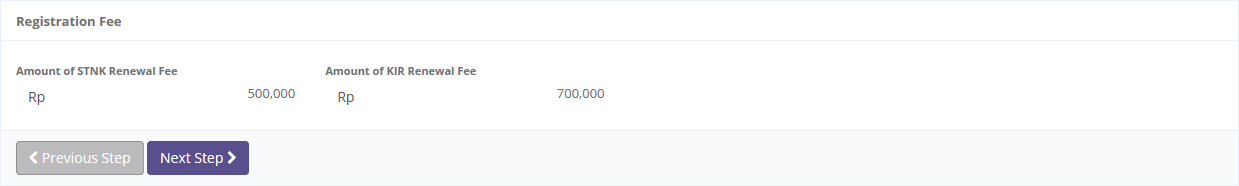 Registration Fee
Amount of STNK Renewal Fee Amount of KIR Renewal Fee
Rp 500,000 Rp 700,000
Previous Step Next Step